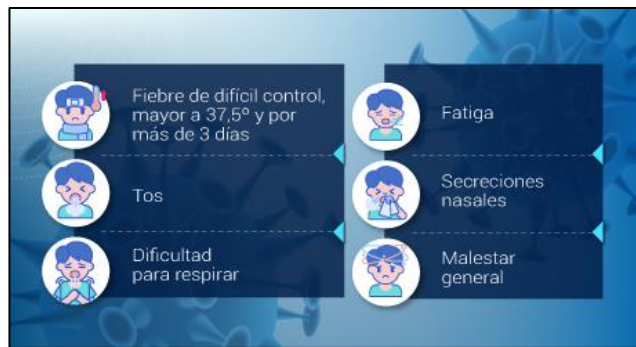 Fiebre de difícil control,
mayor a 37,5º y por
más de 3 días
Tos
Dificultad
para respirar
Fatiga
Secreciones
nasales
Malestar
general